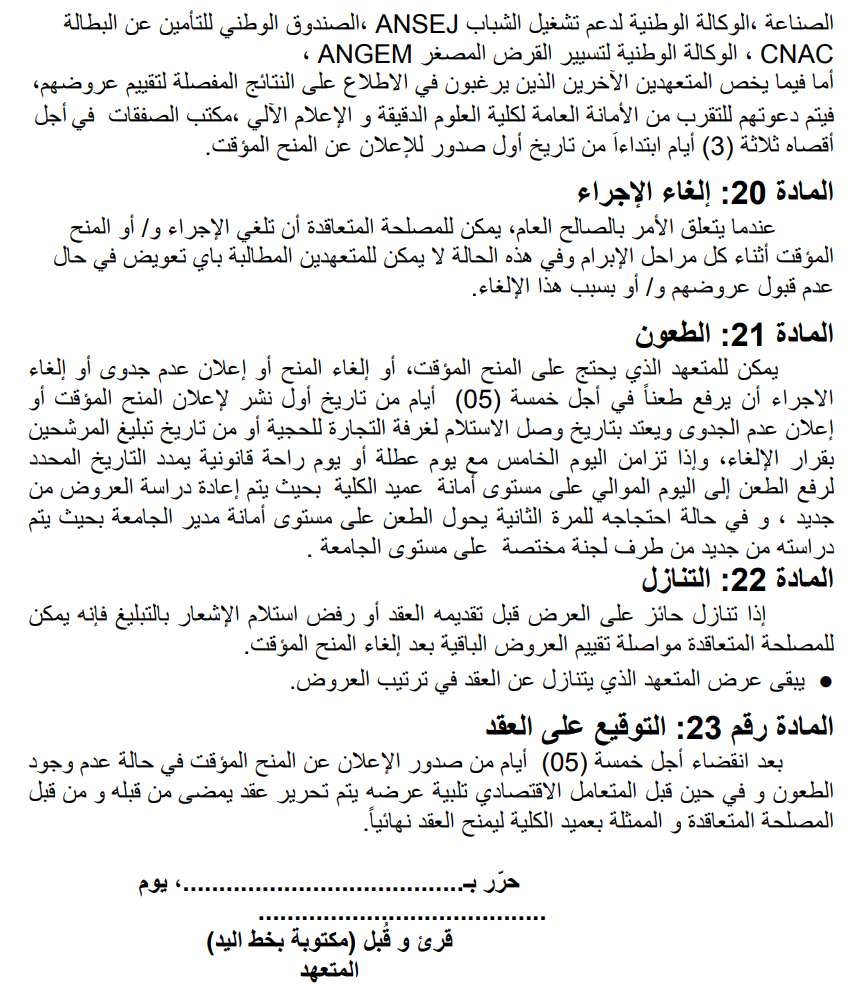 الصناعة ،الوكالة الوطنية لدعم تشغيل الشباب ANSEJ ،الصندوق الوطني للتأمين عن البطالة
CNAC ، الوكالة الوطنية لتسيير القرض المصغر ANGEM ،
أما فيما يخص المتعهدين الآخرين الذين يرغبون في الاطلاع على النتائج المفصلة لتقييم عروضهم،
فيتم دعوتهم للتقرب من الأمانة العامة لكلية العلوم الدقيقة و الإعلام الآلي ،مكتب الصفقات في أجل
أقصاه ثلاثة (3) أيام ابتداءاَ من تاريخ أول صدور للإعلان عن المنح المؤقت.
المادة 20: إلغاء الإجراء
عندما يتعلق الأمر بالصالح العام، يمكن للمصلحة المتعاقدة أن تلغي الإجراء و/ أو المنح
المؤقت أثناء كل مراحل الإبرام وفي هذه الحالة لا يمكن للمتعهدين المطالبة باي تعويض في حال
عدم قبول عروضهم و/ أو بسبب هذا الإلغاء.
المادة 21: الطعون
يمكن للمتعهد الذي يحتج على المنح المؤقت، أو إلغاء المنح أو إعلان عدم جدوى أو إلغاء
الاجراء أن يرفع طعناً في أجل خمسة (05) أيام من تاريخ أول نشر لإعلان المنح المؤقت أو
إعلان عدم الجدوى ويعتد بتاريخ وصل الاستلام لغرفة التجارة للحجية أو من تاريخ تبليغ المرشحين
بقرار الإلغاء، وإذا تزامن اليوم الخامس مع يوم عطلة أو يوم راحة قانونية يمدد التاريخ المحدد
لرفع الطعن إلى اليوم الموالي على مستوى أمانة عميد الكلية بحيث يتم إعادة دراسة العروض من
جديد ، و في حالة احتجاجه للمرة الثانية يحول الطعن على مستوى أمانة مدير الجامعة بحيث يتم
دراسته من جديد من طرف لجنة مختصة على مستوى الجامعة .
المادة 22: التنازل
إذا تنازل حائز على العرض قبل تقديمه العقد أو رفض استلام الإشعار بالتبليغ فإنه يمكن
للمصلحة المتعاقدة مواصلة تقييم العروض الباقية بعد إلغاء المنح المؤقت.
● يبقى عرض المتعهد الذي يتنازل عن العقد في ترتيب العروض.
المادة رقم 23: التوقيع على العقد
بعد انقضاء أجل خمسة (05) أيام من صدور الإعلان عن المنح المؤقت في حالة عدم وجود
الطعون و في حين قبل المتعامل الاقتصادي تلبية عرضه يتم تحرير عقد يمضى من قبله و من قبل
المصلحة المتعاقدة و الممثلة بعميد الكلية ليمنح العقد نهائياً.
حرّر بـ.......................................، يوم
........................................
قرئ و قُبل (مكتوبة بخط اليد)
المتعهد